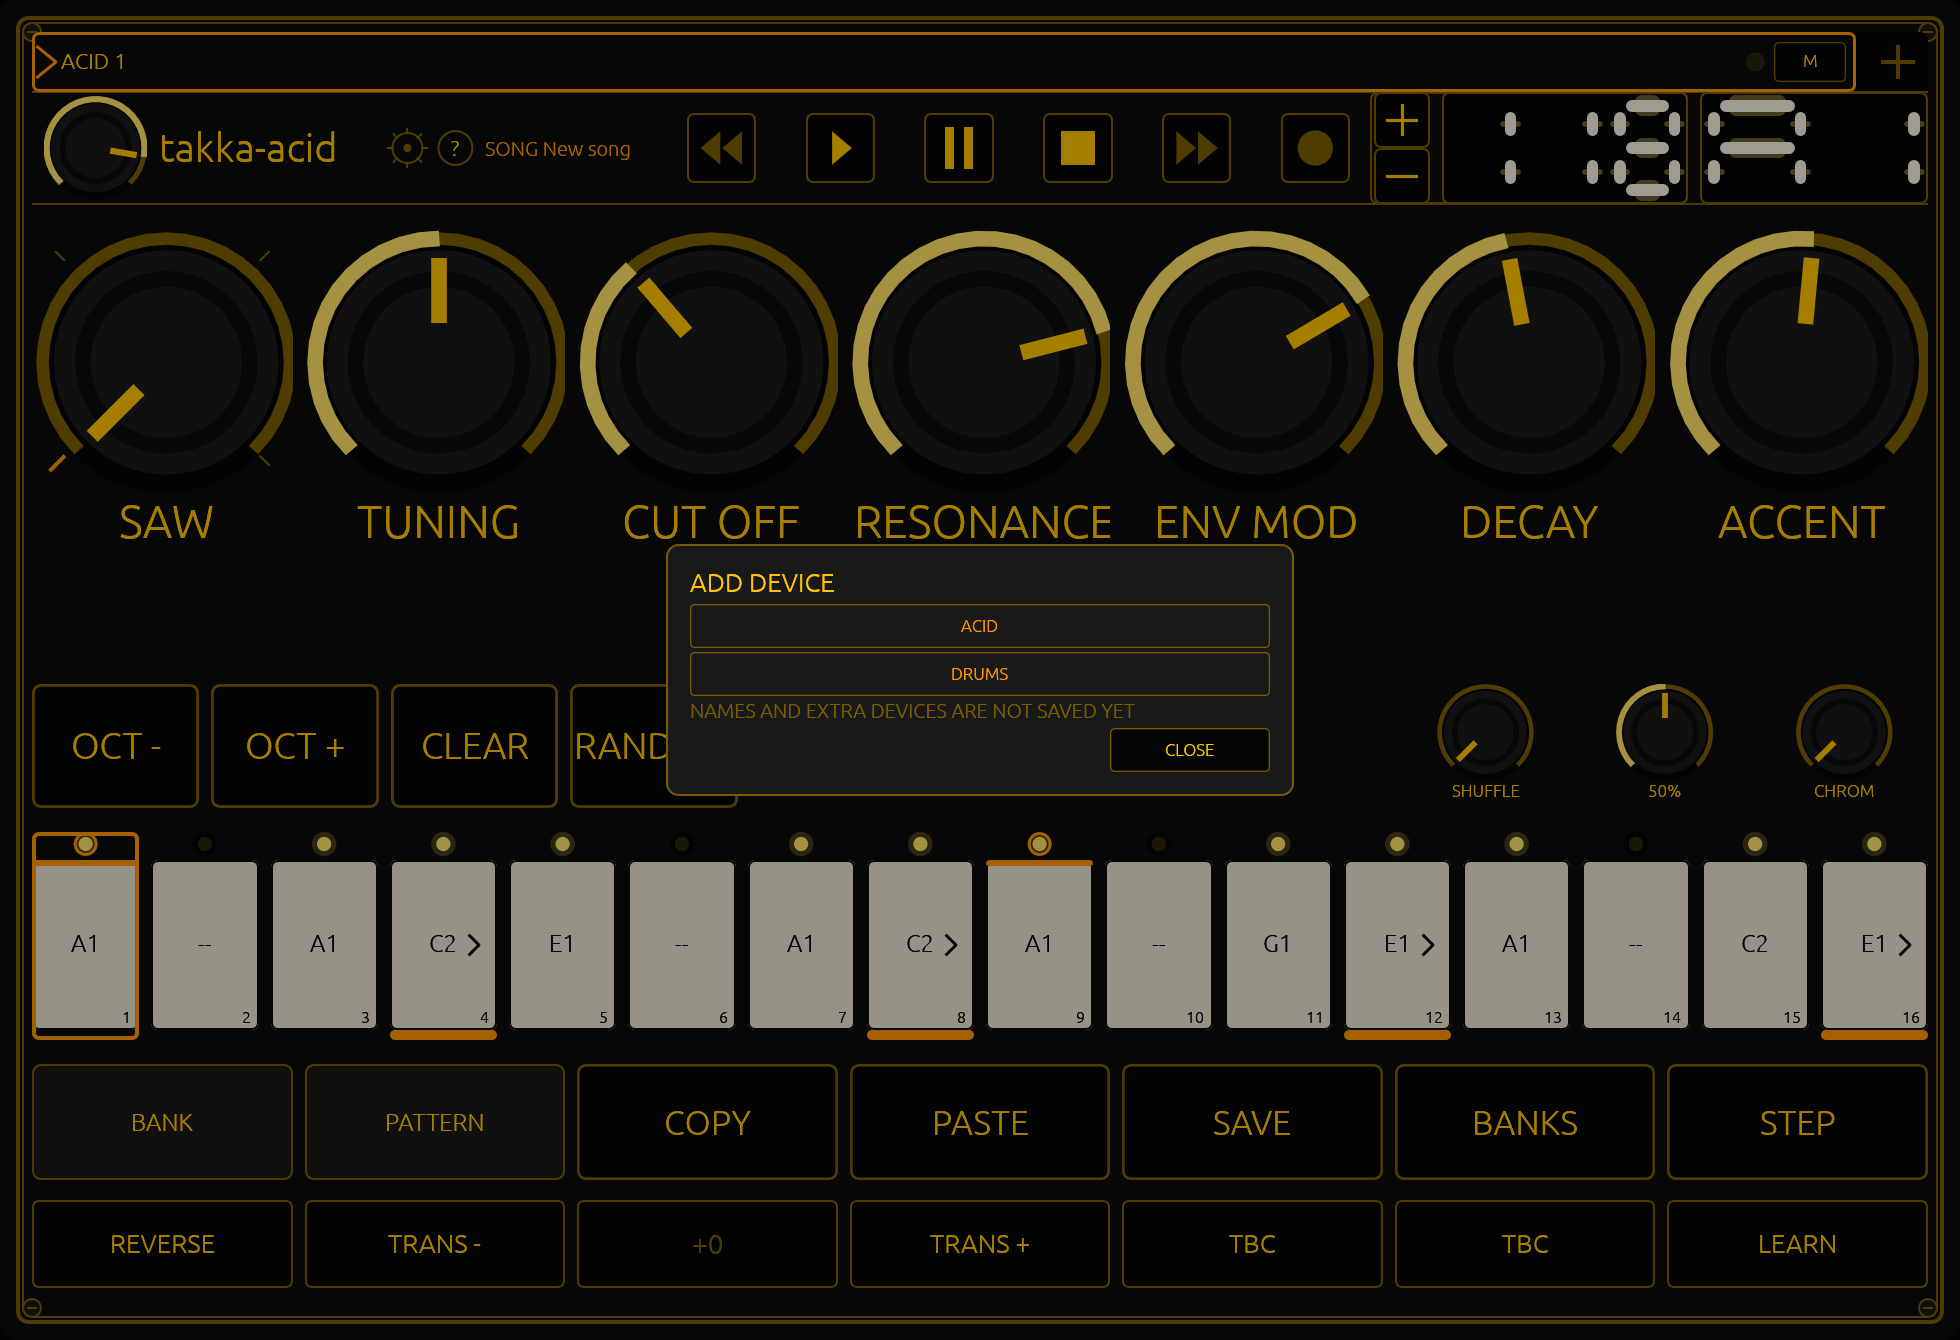 ACID 1
M
takka-acid
?
SONG New song
SAW
TUNING
CUT OFF
RESONANCE
ENV MOD
DECAY
ACCENT
ADD DEVICE
ACID
DRUMS
NAMES AND EXTRA DEVICES ARE NOT SAVED YET
CLOSE
OCT -
OCT +
CLEAR
SHUFFLE
50%
CHROM
A1
--
A1
C2
E1
--
A1
C2
A1
--
G1
E1
A1
--
C2
E1
1
2
3
4
5
6
7
8
9
10
11
12
13
14
15
16
BANK
PATTERN
COPY
PASTE
SAVE
BANKS
STEP
REVERSE
TRANS -
+0
TRANS +
TBC
TBC
LEARN